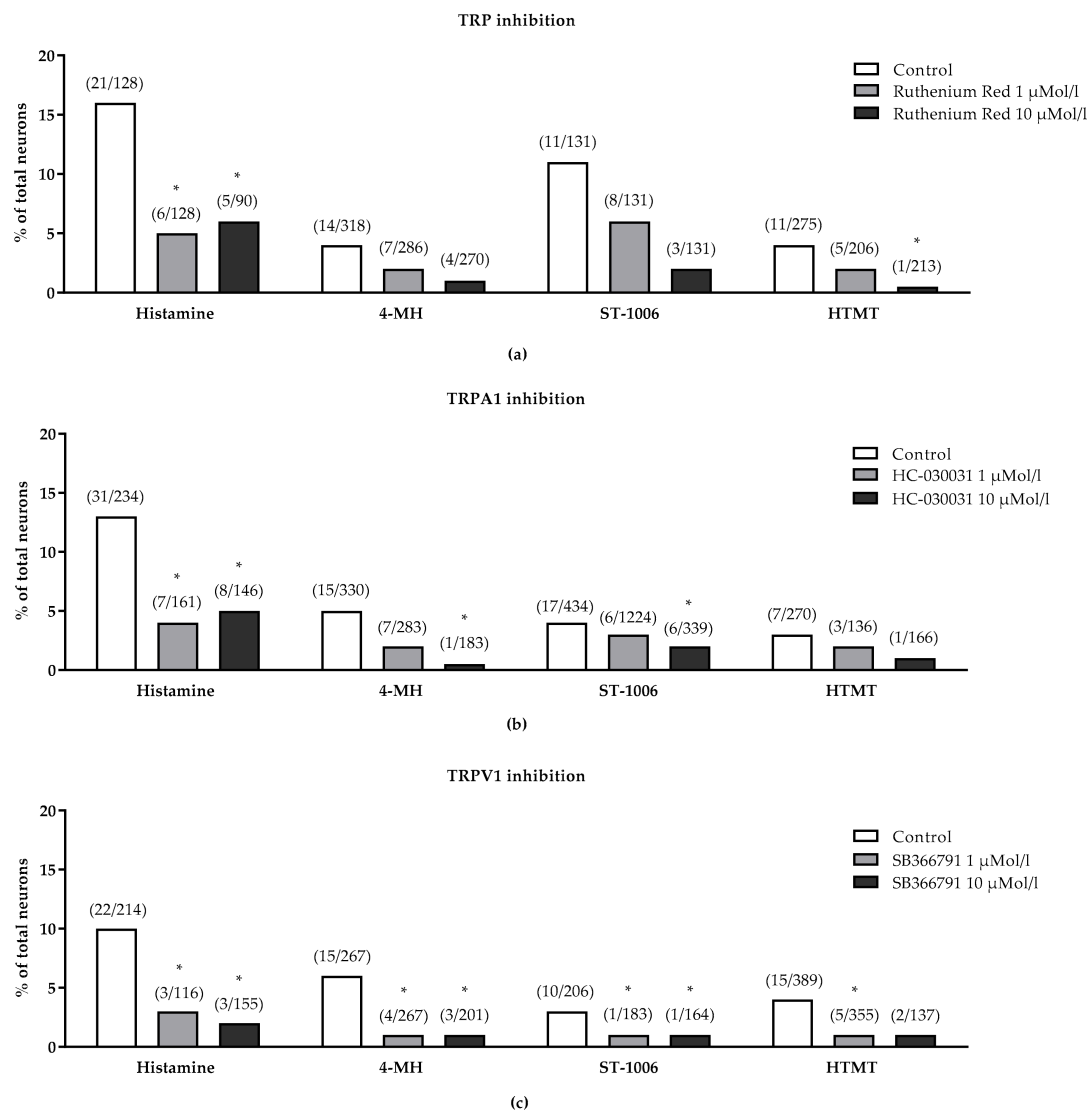 TRP inhibition
% of total neurons
20
15
10
5
0
(21/128)
*
(6/128)
*
(5/90)
(14/318)
(7/286)
(4/270)
(11/131)
(8/131)
(3/131)
(11/275)
(5/206)
*
(1/213)
Control
Ruthenium Red 1 μMol/l
Ruthenium Red 10 μMol/l
Histamine
4-MH
ST-1006
HTMT
(a)
TRPA1 inhibition
% of total neurons
20
15
10
5
0
(31/234)
*
(7/161)
*
(8/146)
(15/330)
(7/283)
*
(1/183)
(17/434)
(6/1224)
*
(6/339)
(7/270)
(3/136)
(1/166)
Control
HC-030031 1 μMol/l
HC-030031 10 μMol/l
Histamine
4-MH
ST-1006
HTMT
(b)
TRPV1 inhibition
% of total neurons
20
15
10
5
0
(22/214)
*
(3/116)
*
(3/155)
(15/267)
*
(4/267)
*
(3/201)
(10/206)
*
(1/183)
*
(1/164)
(15/389)
*
(5/355)
(2/137)
Control
SB366791 1 μMol/l
SB366791 10 μMol/l
Histamine
4-MH
ST-1006
HTMT
(c)